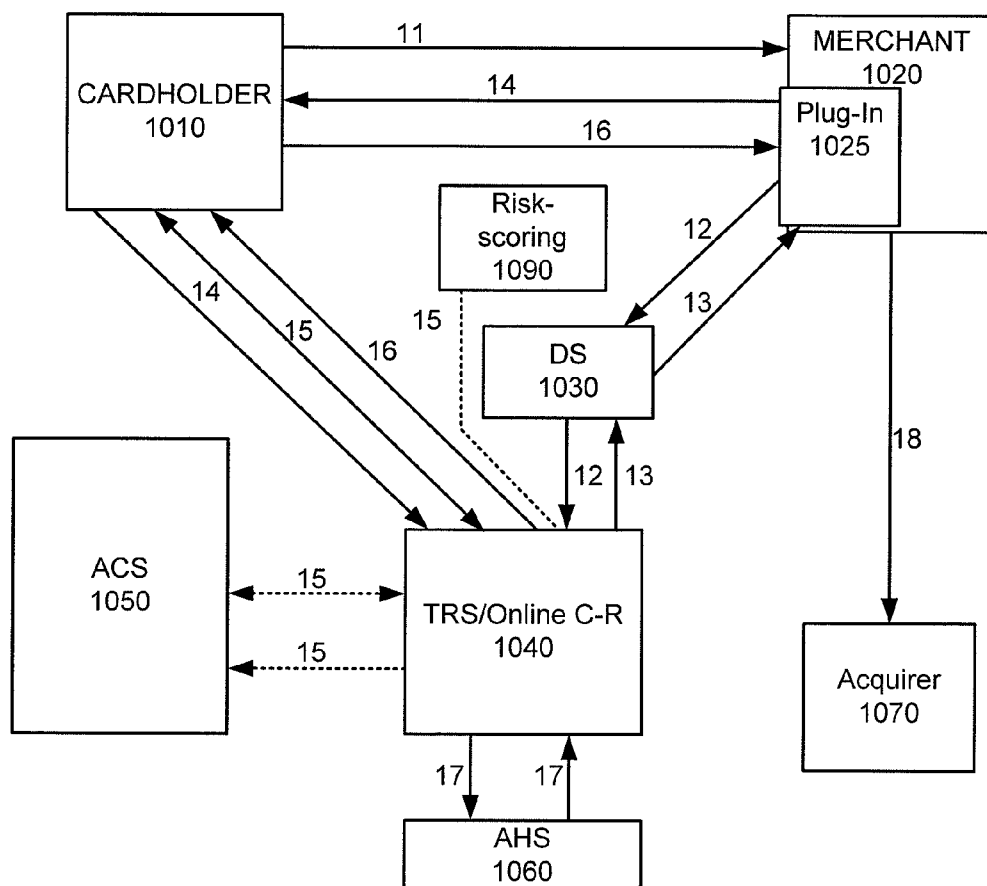 11
MERCHANT
1020
CARDHOLDER
1010
14
Plug-In
1025
16
Risk-
scoring
1090
12
14
13
15
15
16
DS
1030
18
12
13
ACS
1050
15
TRS/Online C-R
1040
15
Acquirer
1070
17
17
AHS
1060